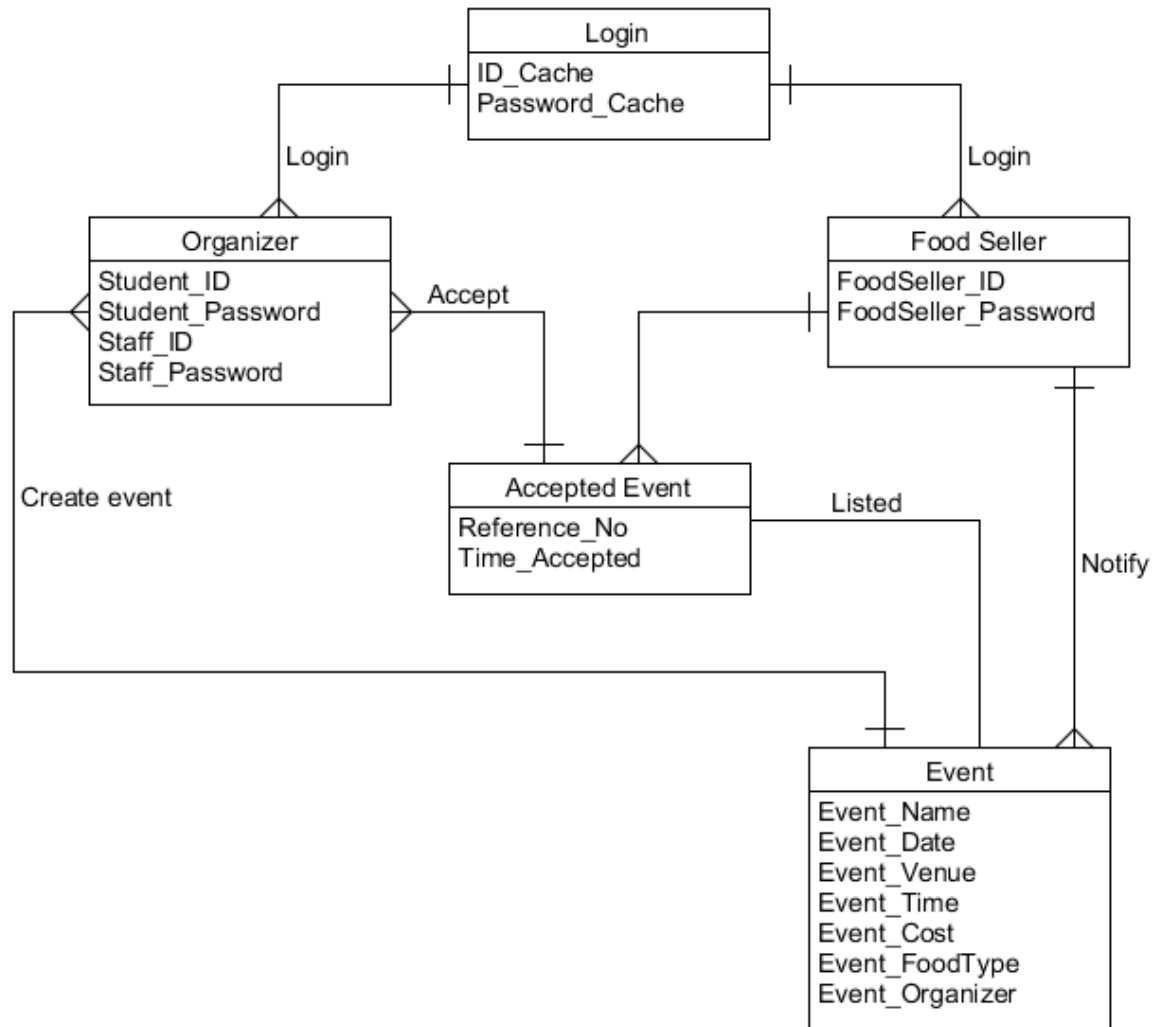 Login
ID_Cache
Password_Cache
Login
Login
Organizer
Student_ID
Student_Password
Staff_ID
Staff_Password
Accept
Food Seller
FoodSeller_ID
FoodSeller_Password
Create event
Accepted Event
Reference_No
Time_Accepted
Listed
Notify
Event
Event_Name
Event_Date
Event_Venue
Event_Time
Event_Cost
Event_FoodType
Event_Organizer